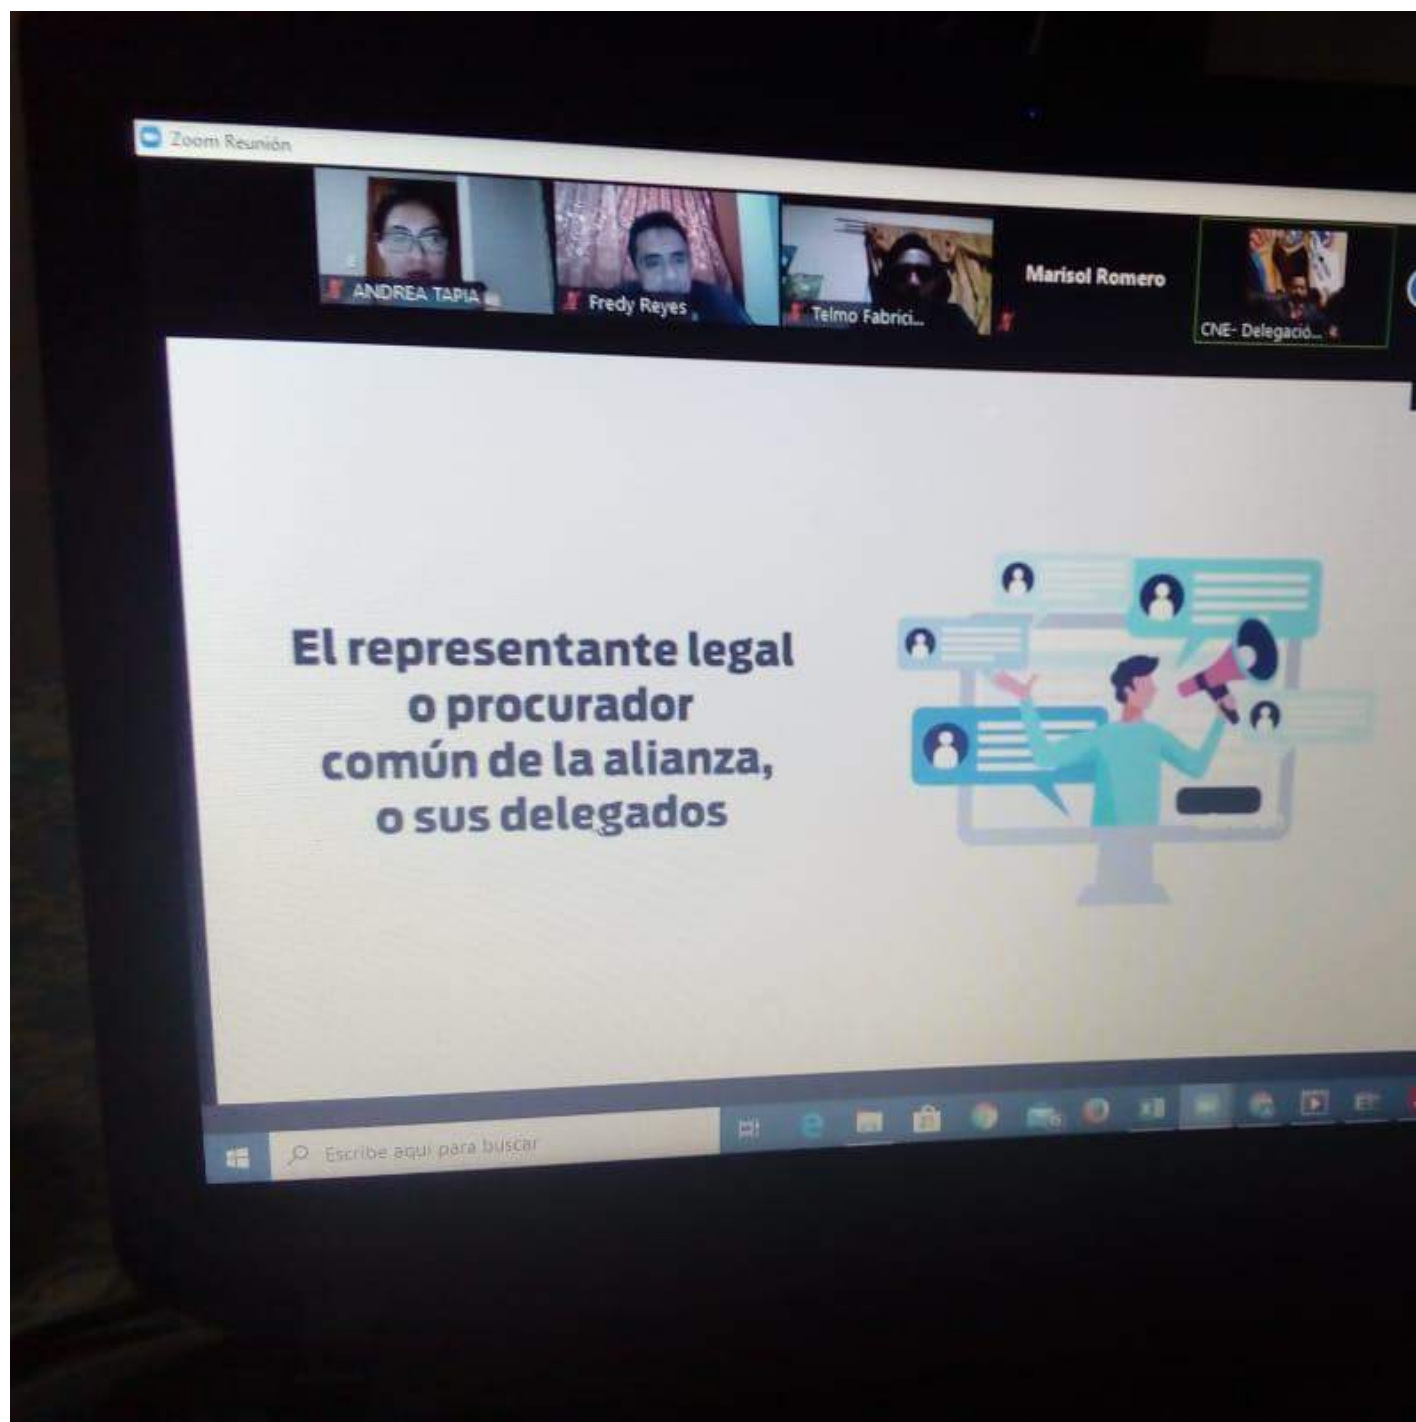 Zoom Reunión
ANDREA TAPIA
Fredy Reyes
Telmo Fabrici...
Marisol Romero
CNE- Delegació...
El representante legal
o procurador
común de la alianza,
o sus delegados
Escribe aquí para buscar